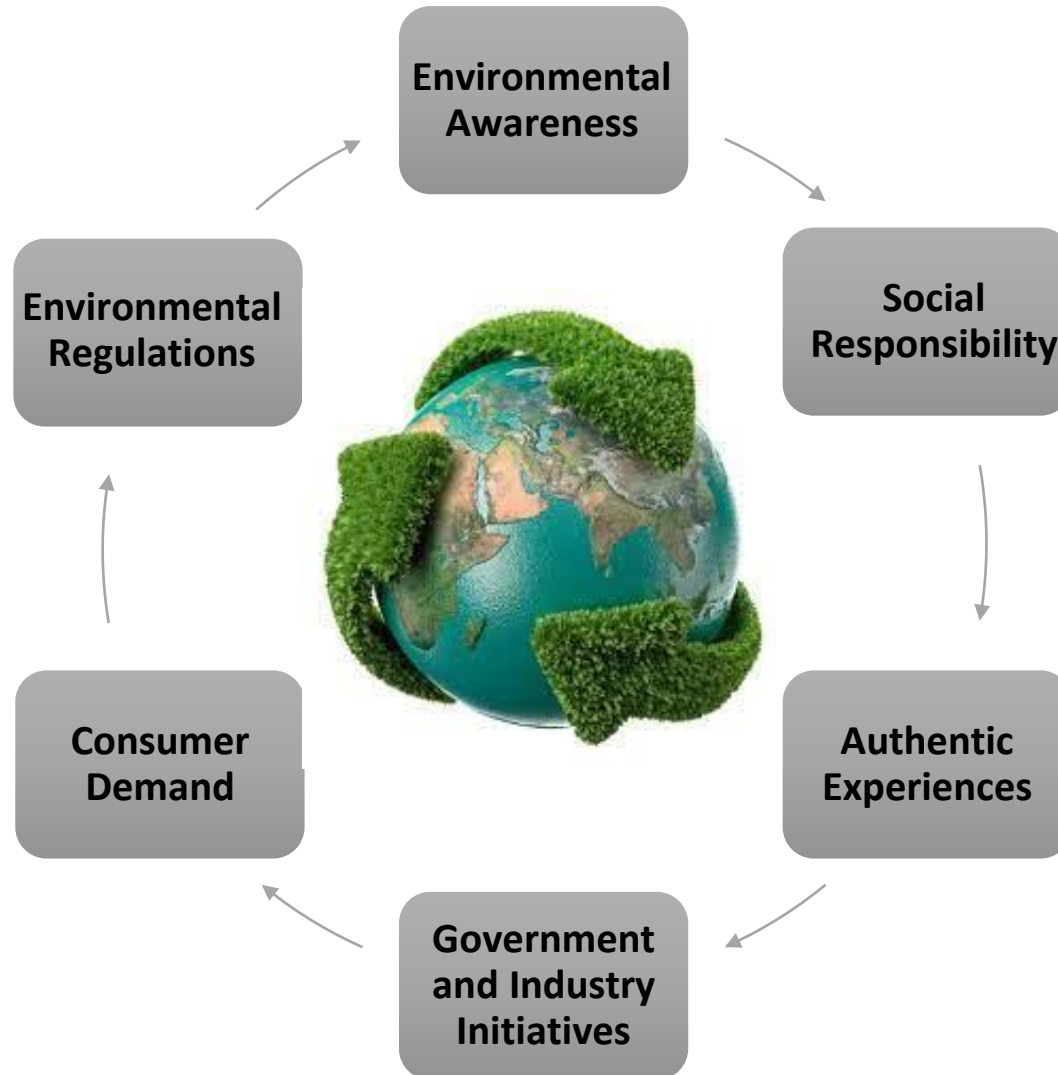 Environmental
Awareness
Social
Responsibility
Authentic
Experiences
Government
and Industry
Initiatives
Consumer
Demand
Environmental
Regulations